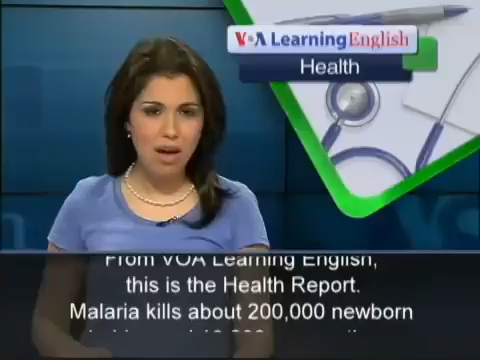 VOA Learning English
Health
From VOA Learning English,
this is the Health Report.
Malaria kills about 200,000 newborn